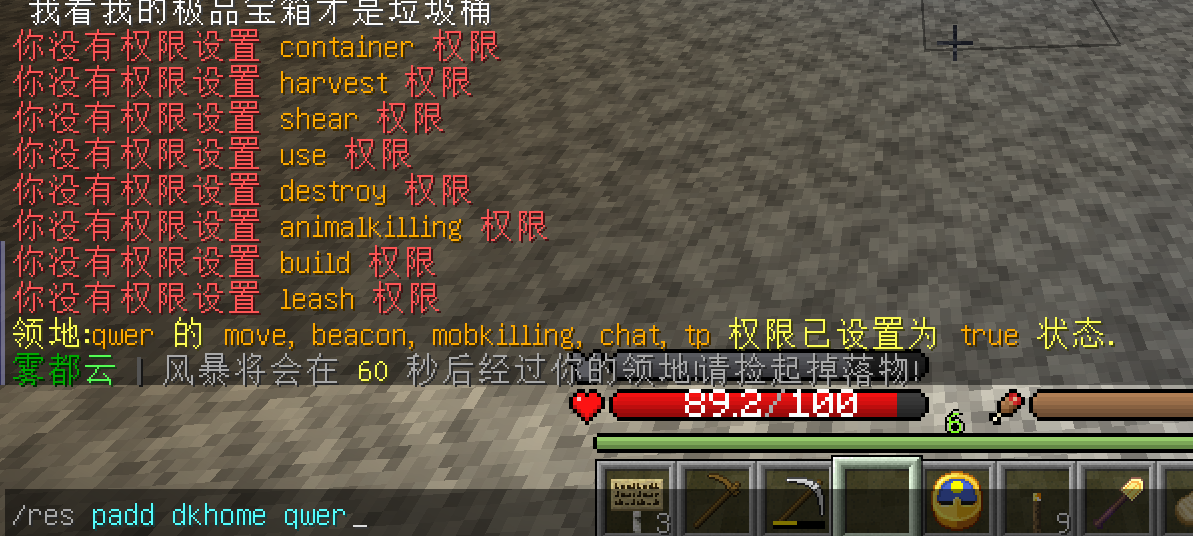 我看我的极品宝箱才是垃圾桶
你没有权限设置 container 权限
你没有权限设置 harvest 权限
你没有权限设置 shear 权限
你没有权限设置 use 权限
你没有权限设置 destroy 权限
你没有权限设置 animalkilling 权限
你没有权限设置 build 权限
你没有权限设置 leash 权限
领地:qwer 的 move, beacon, mobkilling, chat, tp 权限已设置为 true 状态.
雾都云 | 风暴将会在 60 秒后经过你的领地!请捡起掉落物!
89.2/100
6
3
9
/res padd dkhome qwer_